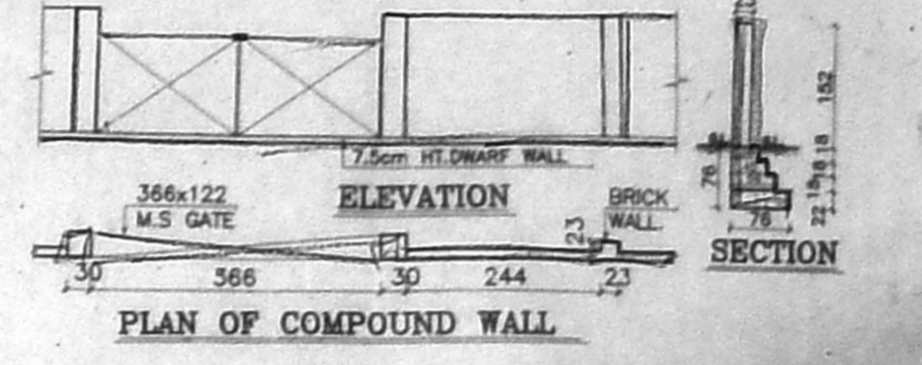 7.5cm HT.DWARF WALL
ELEVATION
366x122
M.S GATE
BRICK
WALL
23
30
366
30
244
23
PLAN OF COMPOUND WALL
152
18
18
18
22
76
76
SECTION